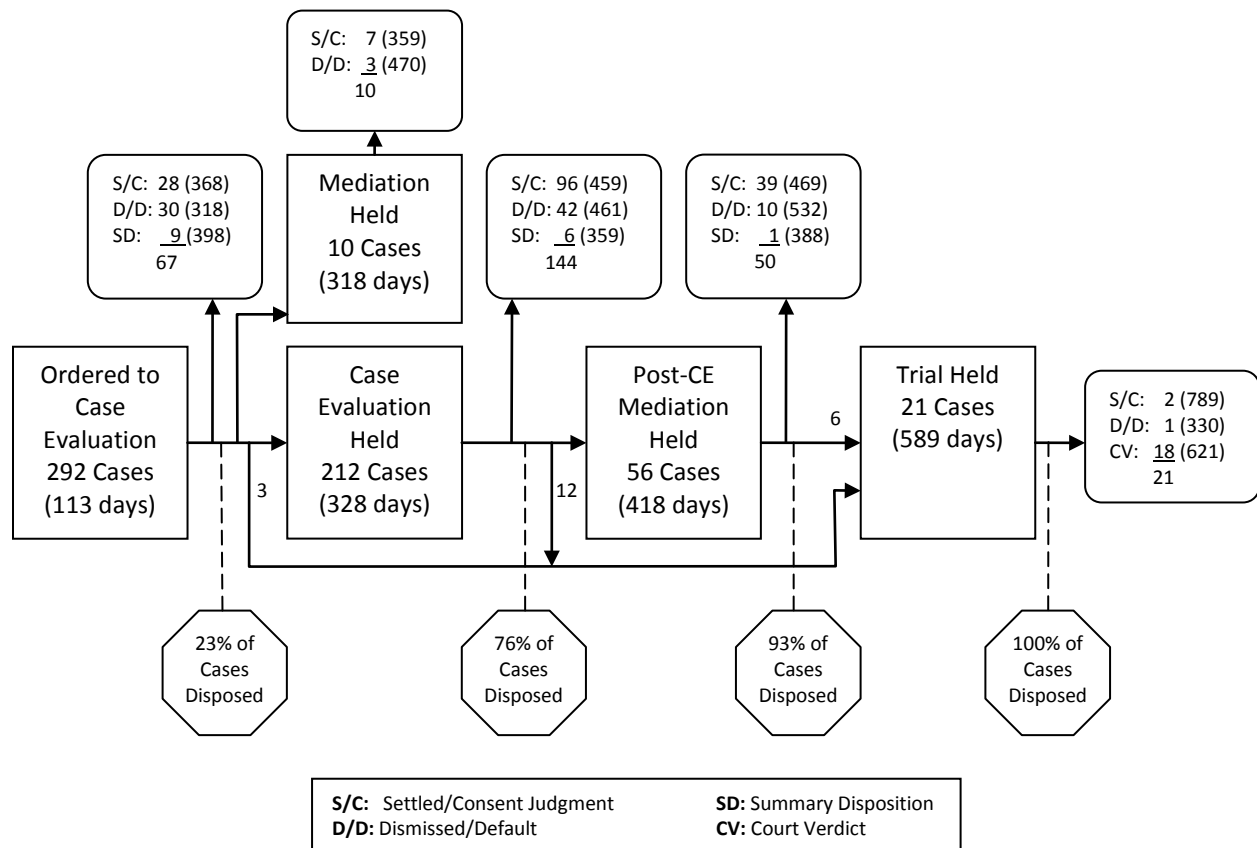 S/C: 7 (359)
D/D: 3 (470)
10
S/C: 28 (368)
D/D: 30 (318)
SD: 9 (398)
67
Mediation
Held
10 Cases
(318 days)
S/C: 96 (459)
D/D: 42 (461)
SD: 6 (359)
144
S/C: 39 (469)
D/D: 10 (532)
SD: 1 (388)
50
Ordered to
Case
Evaluation
292 Cases
(113 days)
3
Case
Evaluation
Held
212 Cases
(328 days)
12
Post-CE
Mediation
Held
56 Cases
(418 days)
6
Trial Held
21 Cases
(589 days)
S/C: 2 (789)
D/D: 1 (330)
CV: 18 (621)
21
23% of
Cases
Disposed
76% of
Cases
Disposed
93% of
Cases
Disposed
100% of
Cases
Disposed
S/C: Settled/Consent Judgment
SD: Summary Disposition
D/D: Dismissed/Default
CV: Court Verdict